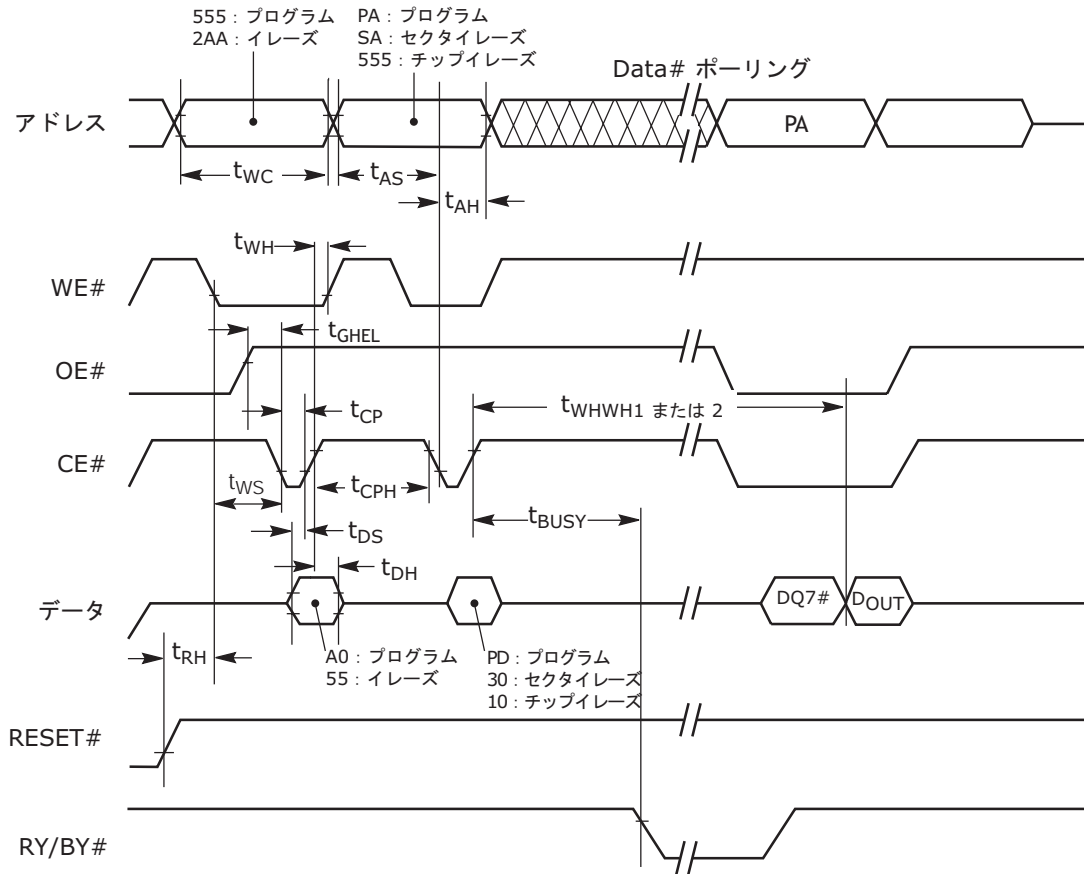 555 : プログラム
2AA : イレーズ
PA : プログラム
SA : セクタイレーズ
555 : チップイレーズ
Data# ポーリング
アドレス
PA
tWC
tAS
tAH
tWH
WE#
tGHEL
OE#
tCP
tWHWH1 または 2
CE#
tWS
tCPH
tBUSY
tDS
tDH
データ
DQ7#
DOUT
tRH
A0 : プログラム
55 : イレーズ
PD : プログラム
30 : セクタイレーズ
10 : チップイレーズ
RESET#
RY/BY#